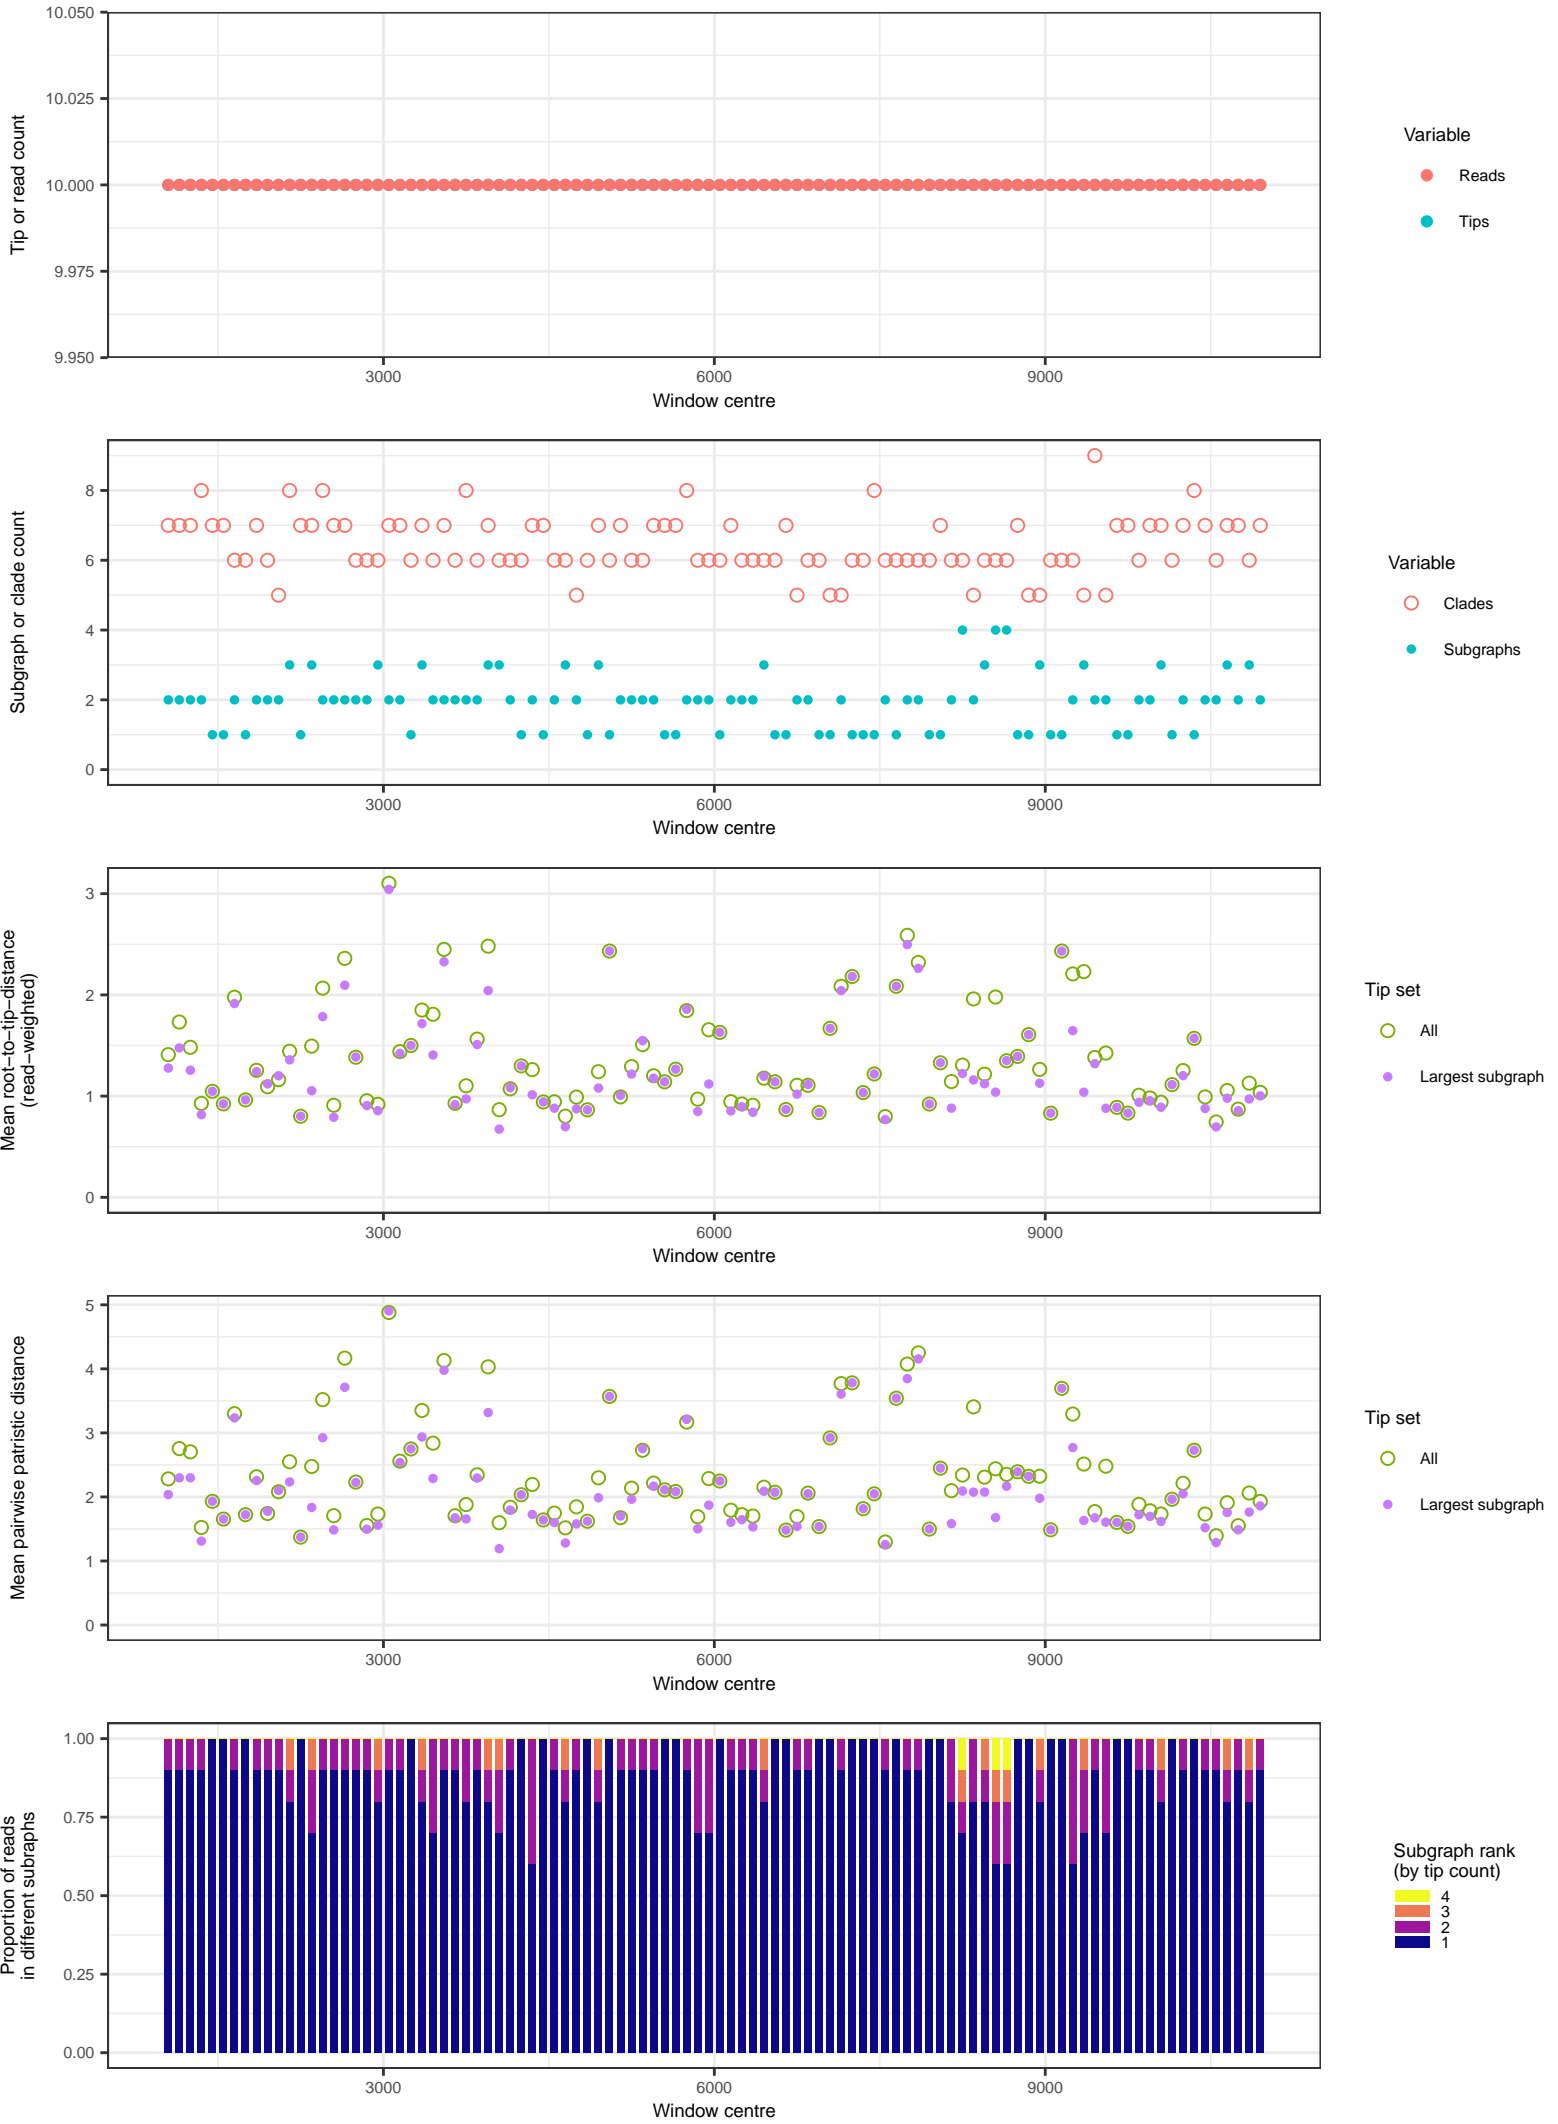 10.050
10.025
10.000
9.975
9.950
Tip or read count
3000
6000
9000
Window centre
Variable
Reads
Tips
8
6
4
2
0
Subgraph or clade count
3000
6000
9000
Window centre
Variable
Clades
Subgraphs
3
2
1
0
Mean root−to−tip−distance
(read−weighted)
3000
6000
9000
Window centre
Tip set
All
Largest subgraph
5
4
3
2
1
0
Mean pairwise patristic distance
3000
6000
9000
Window centre
Tip set
All
Largest subgraph
1.00
0.75
0.50
0.25
0.00
Proportion of reads
in different subraphs
3000
6000
9000
Window centre
Subgraph rank
(by tip count)
4
3
2
1